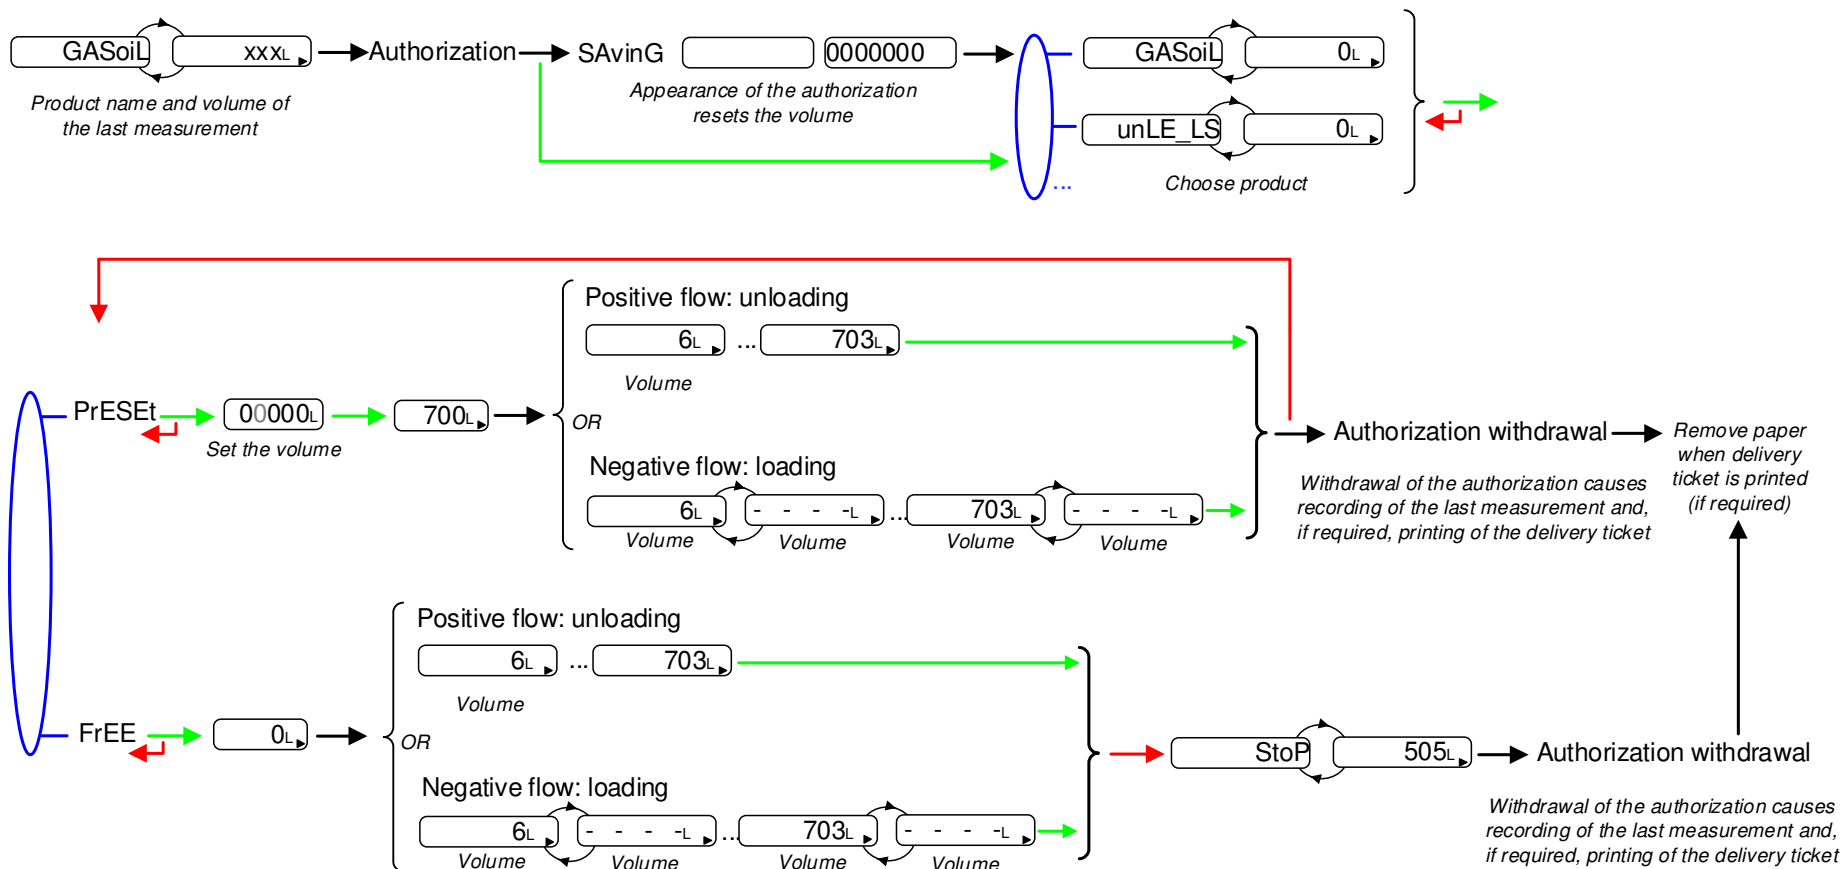 GASoiL xxxL Authorization SAvinG 0000000 GASoiL 0L
Product name and volume of
the last measurement
Appearance of the authorization
resets the volume
unLE_LS 0L
...
Choose product
Positive flow: unloading
6L ... 703L
Volume
PrESEt 00000L 700L
Set the volume
OR
Negative flow: loading
6L - - - -L ... 703L - - - -L
Volume Volume Volume Volume
Authorization withdrawal
Withdrawal of the authorization causes
recording of the last measurement and,
if required, printing of the delivery ticket
Remove paper
when delivery
ticket is printed
(if required)
Positive flow: unloading
6L ... 703L
Volume
FrEE 0L
OR
Negative flow: loading
6L - - - -L ... 703L - - - -L
Volume Volume Volume Volume
StoP 505L Authorization withdrawal
Withdrawal of the authorization causes
recording of the last measurement and,
if required, printing of the delivery ticket